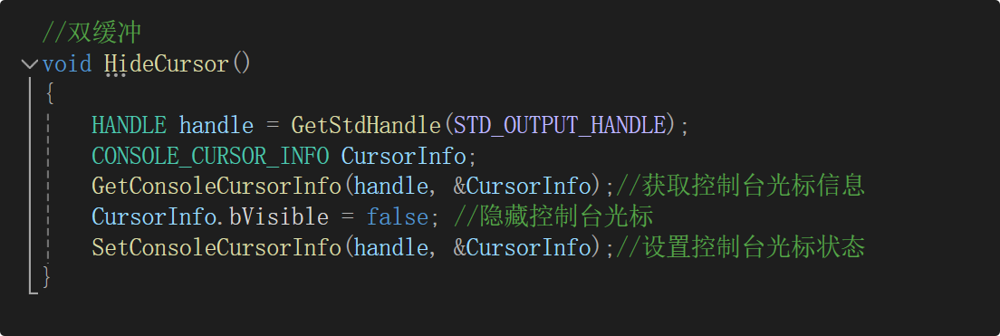 //双缓冲
void HideCursor()
{
HANDLE handle = GetStdHandle(STD_OUTPUT_HANDLE);
CONSOLE_CURSOR_INFO CursorInfo;
GetConsoleCursorInfo(handle, &CursorInfo);//获取控制台光标信息
CursorInfo.bVisible = false; //隐藏控制台光标
SetConsoleCursorInfo(handle, &CursorInfo);//设置控制台光标状态
}